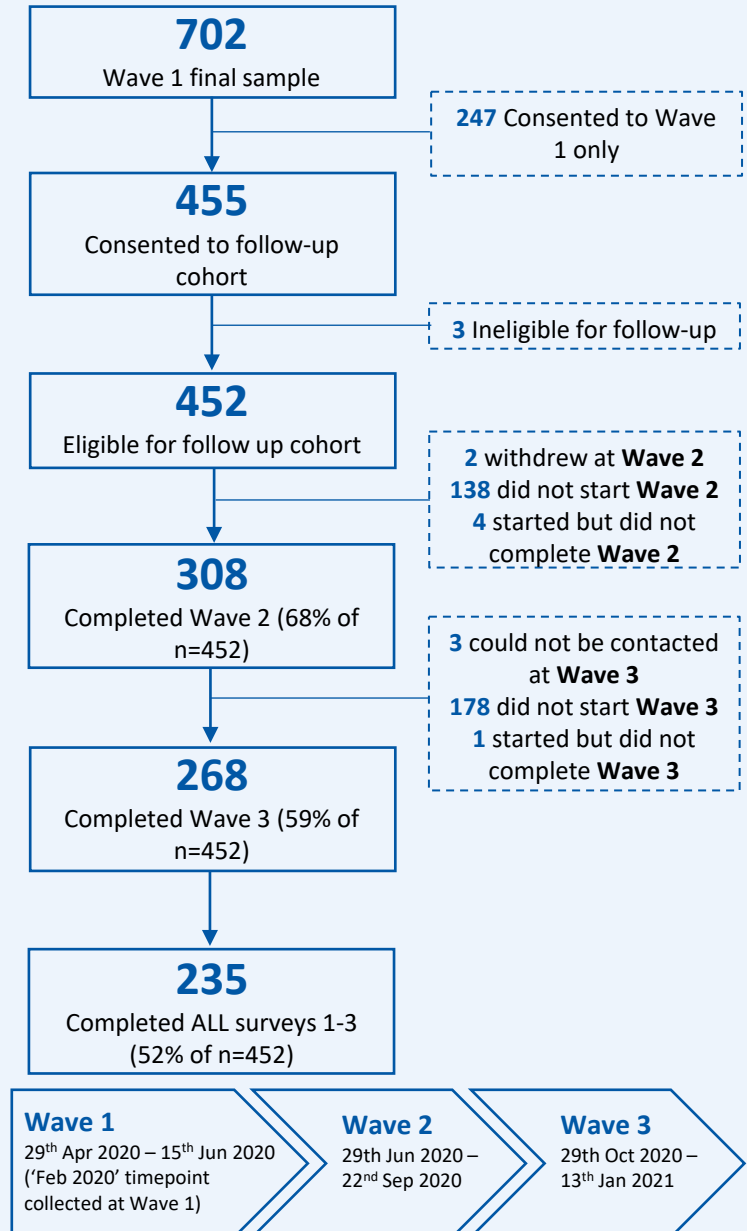 702
Wave 1 final sample
247 Consented to Wave
1 only
455
Consented to follow-up
cohort
3 Ineligible for follow-up
452
Eligible for follow up cohort
2 withdrew at Wave 2
138 did not start Wave 2
4 started but did not
complete Wave 2
308
Completed Wave 2 (68% of
n=452)
3 could not be contacted
at Wave 3
178 did not start Wave 3
1 started but did not
complete Wave 3
268
Completed Wave 3 (59% of
n=452)
235
Completed ALL surveys 1-3
(52% of n=452)
Wave 1
29th Apr 2020 – 15th Jun 2020
('Feb 2020' timepoint
collected at Wave 1)
Wave 2
29th Jun 2020 –
22nd Sep 2020
Wave 3
29th Oct 2020 –
13th Jan 2021